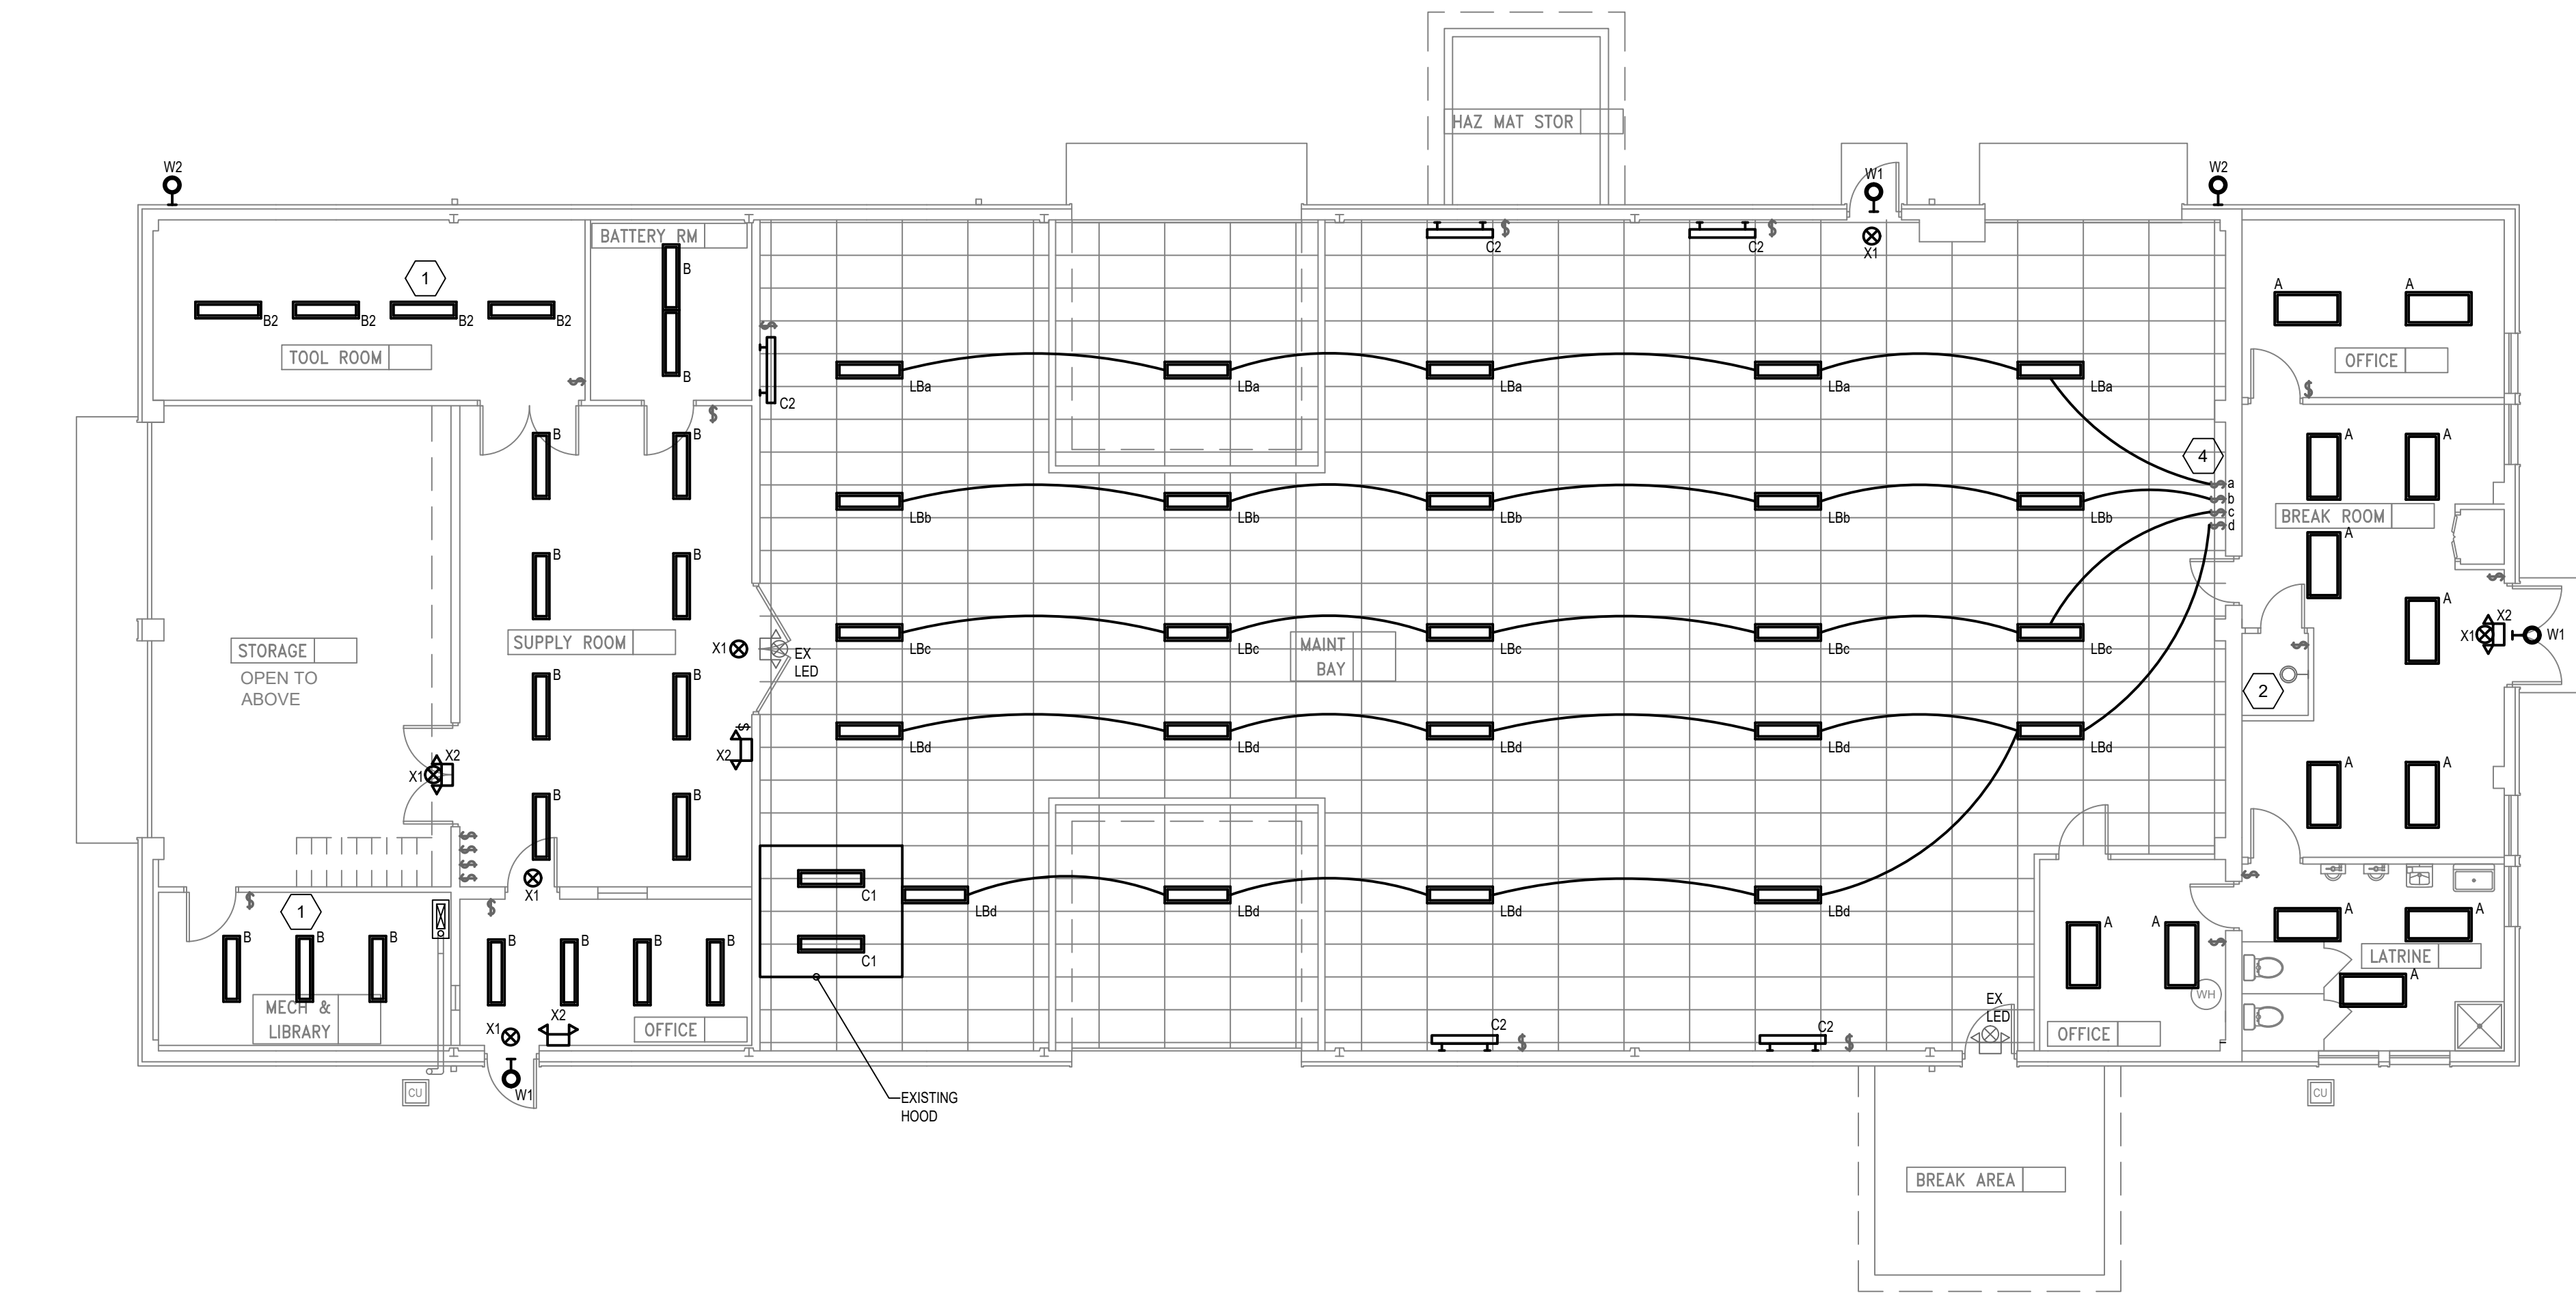 HAZ MAT STOR
W2
W1
W2
BATTERY RM
X1
C2
C2
1
B
B2
B2
B2
B2
TOOL ROOM
B
C2
A
A
OFFICE
LBa
LBa
LBa
LBa
LBa
4
a
b
c
d
B
B
A
A
LBb
LBb
LBb
LBb
LBb
BREAK ROOM
A
B
B
A
STORAGE
OPEN TO
ABOVE
SUPPLY ROOM
X1
EX
LED
LBc
LBc
MAINT
BAY
LBc
LBc
LBc
X1
X2
W1
2
B
B
X1
X2
X2
LBd
LBd
LBd
LBd
LBd
A
A
B
B
X1
C1
C1
LBd
LBd
LBd
LBd
A
A
A
A
LATRINE
A
1
B
B
B
MECH &
LIBRARY
B
B
B
B
X1
X2
OFFICE
C2
C2
EX
LED
WH
OFFICE
CU
W1
EXISTING
HOOD
CU
BREAK AREA